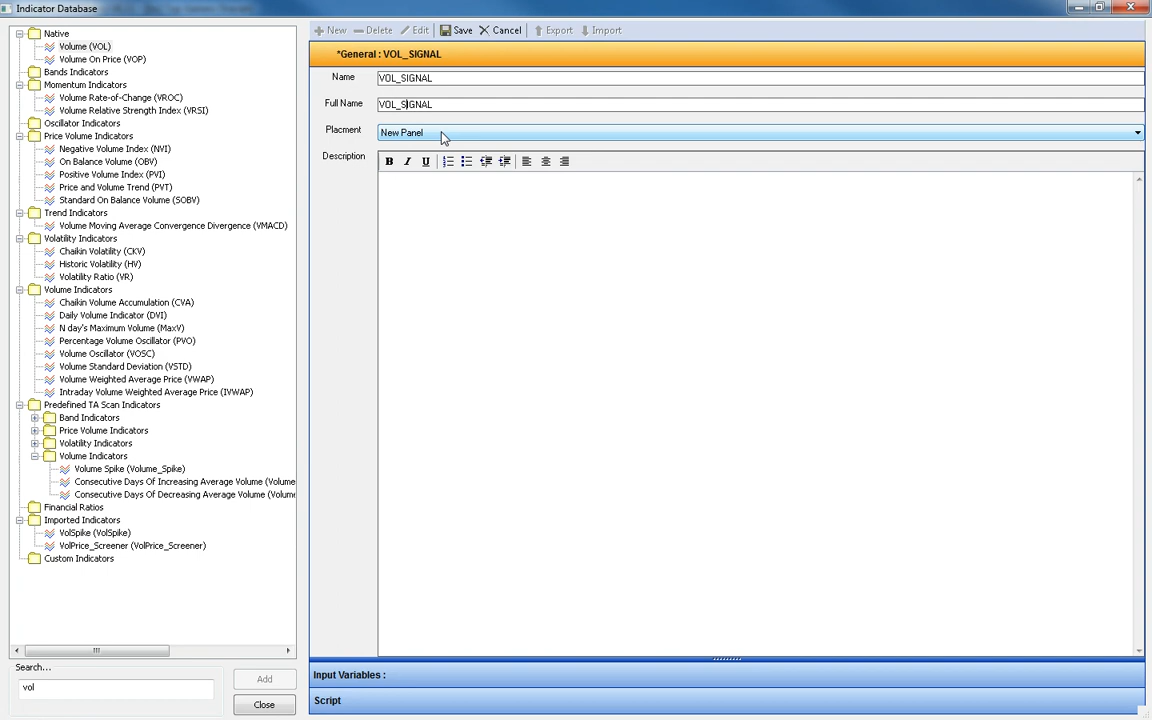 Indicator Database
Native
Volume (VOL)
Volume On Price (VOP)
Bands Indicators
Momentum Indicators
Volume Rate-of-Change (VROC)
Volume Relative Strength Index (VRSI)
Oscillator Indicators
Price Volume Indicators
Negative Volume Index (NVI)
On Balance Volume (OBV)
Positive Volume Index (PVI)
Price and Volume Trend (PVT)
Standard On Balance Volume (SOBV)
Trend Indicators
Volume Moving Average Convergence Divergence (VMACD)
Volatility Indicators
Chaikin Volatility (CKV)
Historic Volatility (HV)
Volatility Ratio (VR)
Volume Indicators
Chaikin Volume Accumulation (CVA)
Daily Volume Indicator (DVI)
N day's Maximum Volume (MaxV)
Percentage Volume Oscillator (PVO)
Volume Oscillator (VOSC)
Volume Standard Deviation (VSTD)
Volume Weighted Average Price (VWAP)
Intraday Volume Weighted Average Price (IVWAP)
Predefined TA Scan Indicators
Band Indicators
Price Volume Indicators
Volatility Indicators
Volume Indicators
Volume Spike (Volume_Spike)
Consecutive Days Of Increasing Average Volume (Volume
Consecutive Days Of Decreasing Average Volume (Volume
Financial Ratios
Imported Indicators
VolSpike (VolSpike)
VolPrice_Screener (VolPrice_Screener)
Custom Indicators
Search...
vol
Add
Close
New Delete Edit Save Cancel Export Import
*General : VOL_SIGNAL
Name VOL_SIGNAL
Full Name VOL_SIGNAL
Placment New Panel
Description B I U
Input Variables :
Script